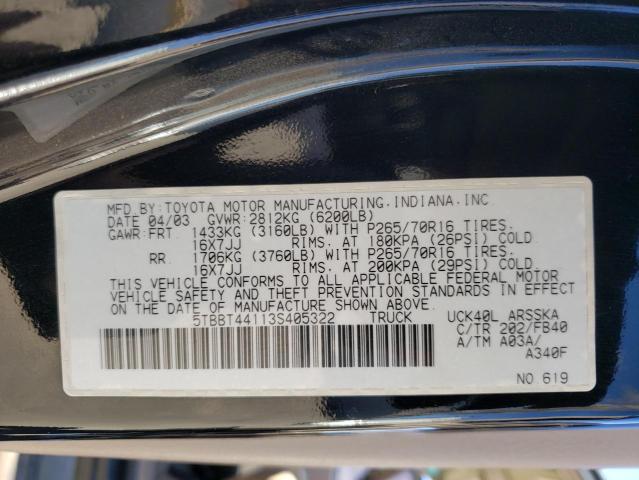 MFD.BY:TOYOTA MOTOR MANUFACTURING,INDIANA,INC.
DATE 04/03 GVWR:2812KG (6200LB)
GAWR:FRT 1433KG (3160LB) WITH P265/70R16 TIRES.
16X7JJ RIMS. AT 180KPA (26PSI) COLD
RR 1706KG (3760LB) WITH P265/70R16 TIRES.
16X7JJ RIMS. AT 200KPA (29PSI) COLD
THIS VEHICLE CONFORMS TO ALL APPLICABLE FEDERAL MOTOR
VEHICLE SAFETY AND THEFT PREVENTION STANDARDS IN EFFECT
ON THE DATE OF MANUFACTURE SHOWN ABOVE.
5TBBT44113S405322 TRUCK UCK40L ARSSKA
C/TR 202/FB40
A/TM A03A/
A340F
NO.619